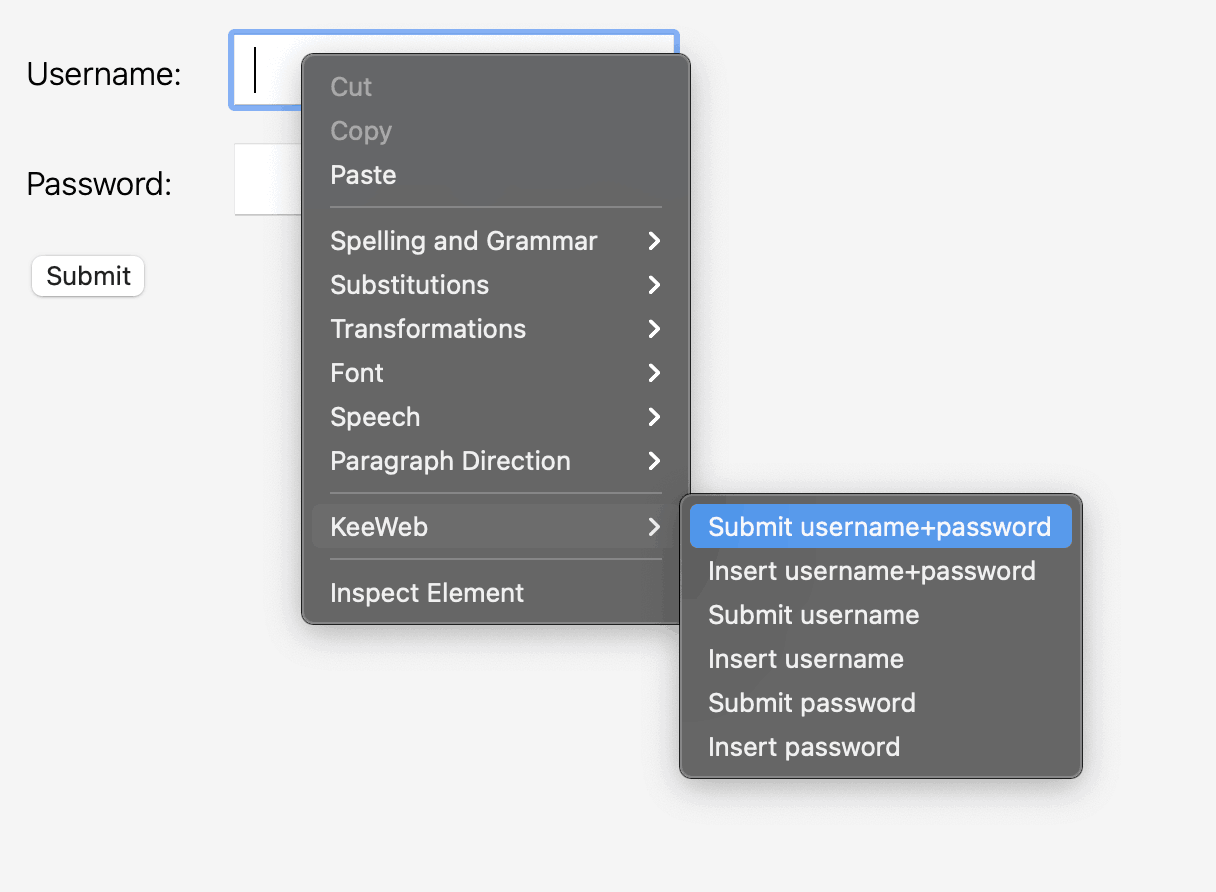 Username:
Password:
Submit
Cut
Copy
Paste
Spelling and Grammar
Substitutions
Transformations
Font
Speech
Paragraph Direction
KeeWeb
Inspect Element
Submit username+password
Insert username+password
Submit username
Insert username
Submit password
Insert password